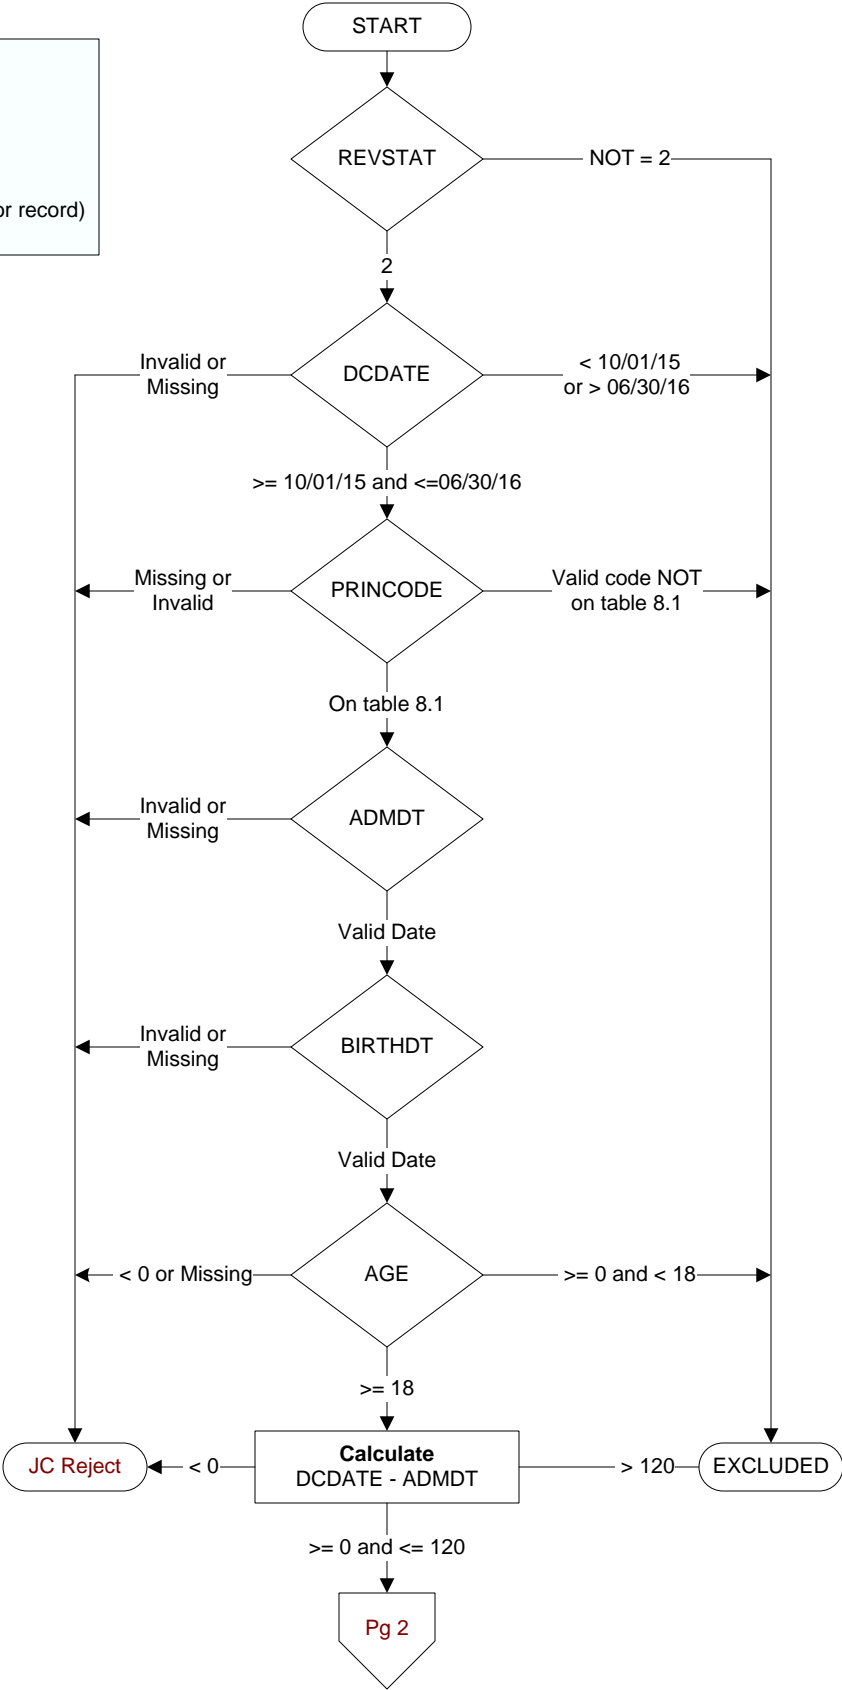 START
or record)
REVSTAT
NOT = 2
2
Invalid or
Missing
DCDATE
< 10/01/15
or > 06/30/16
>= 10/01/15 and <=06/30/16
Missing or
Invalid
PRINCODE
Valid code NOT
on table 8.1
On table 8.1
Invalid or
Missing
ADMDT
Valid Date
Invalid or
Missing
BIRTHDT
Valid Date
< 0 or Missing
AGE
>= 0 and < 18
>= 18
JC Reject
< 0
Calculate
DCDATE - ADMDT
> 120
EXCLUDED
>= 0 and <= 120
Pg 2